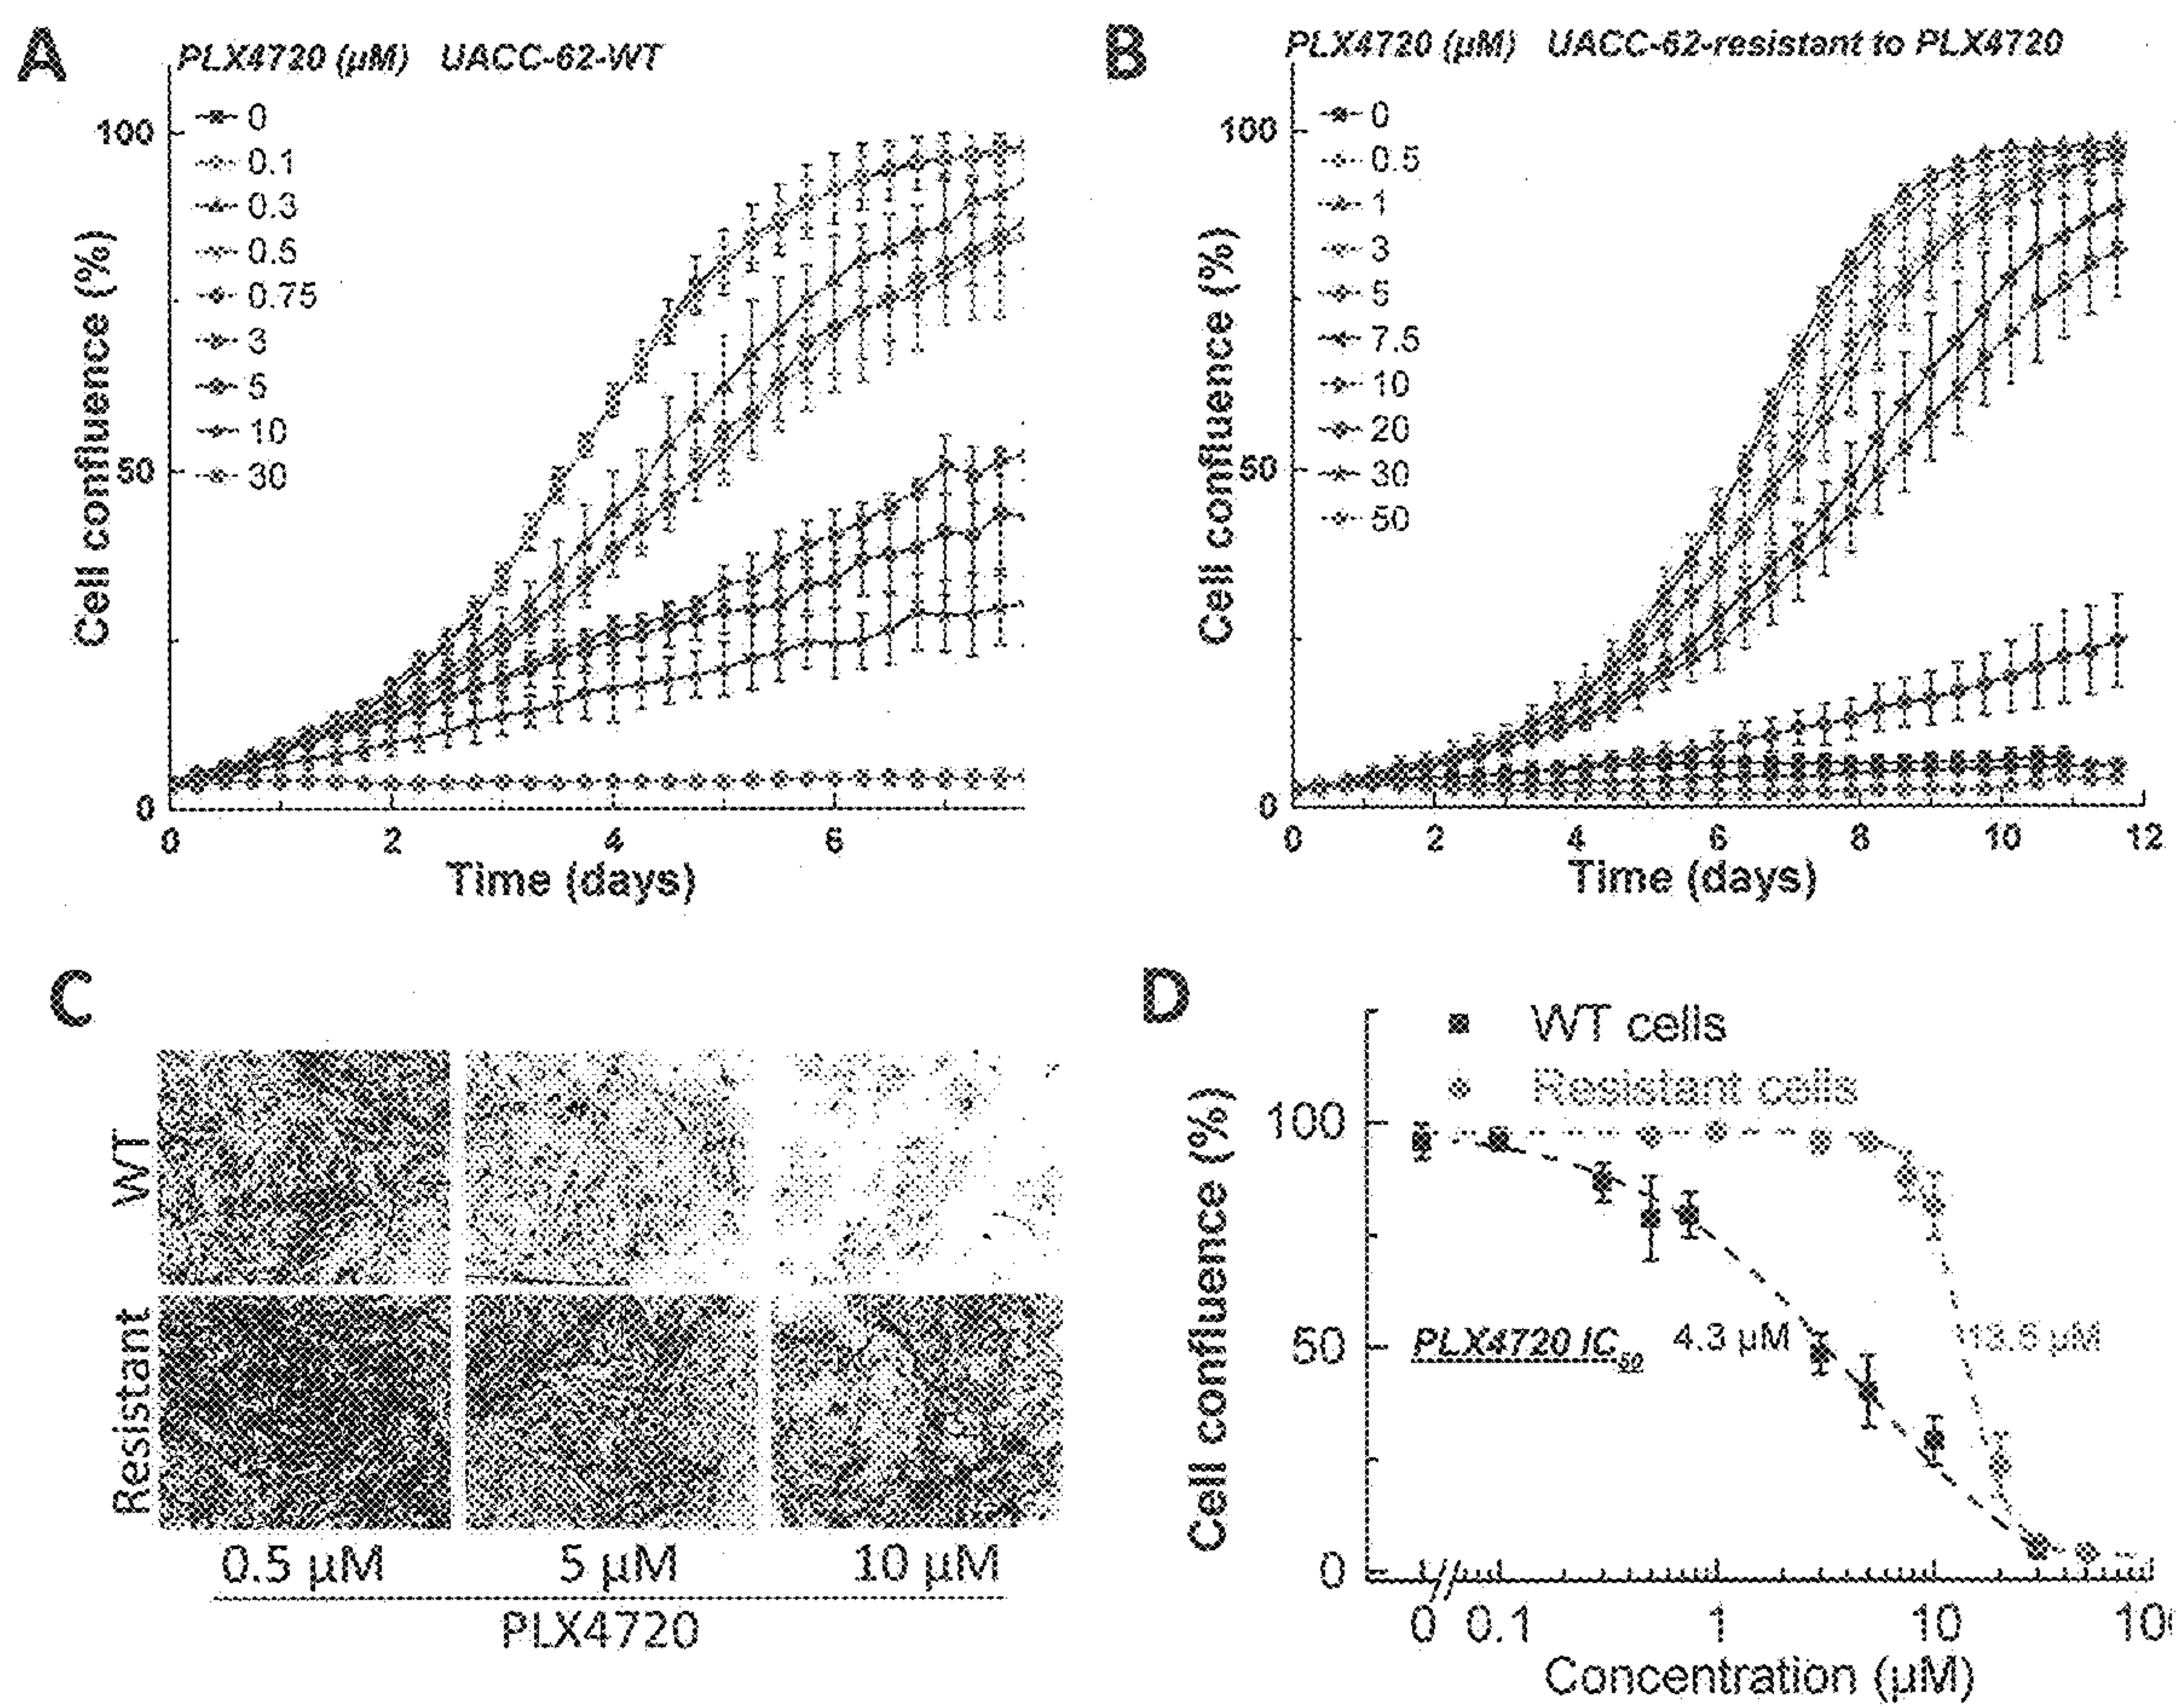 A
PLX4720 (µM) UACC-62-WT
0
0.1
0.3
0.5
0.75
3
5
10
30
100
50
0
Cell confluence (%)
0 2 4 6
Time (days)
B
PLX4720 (µM) UACC-62-resistant to PLX4720
0
0.5
1
3
5
7.5
10
20
30
50
100
50
0
Cell confluence (%)
0 2 4 6 8 10 12
Time (days)
C
WT
Resistant
0.5 µM 5 µM 10 µM
PLX4720
D
WT cells
Resistant cells
100
50
0
Cell confluence (%)
PLX4720 IC50 4.3 µM
0 0.1 1 10
Concentration (µM)